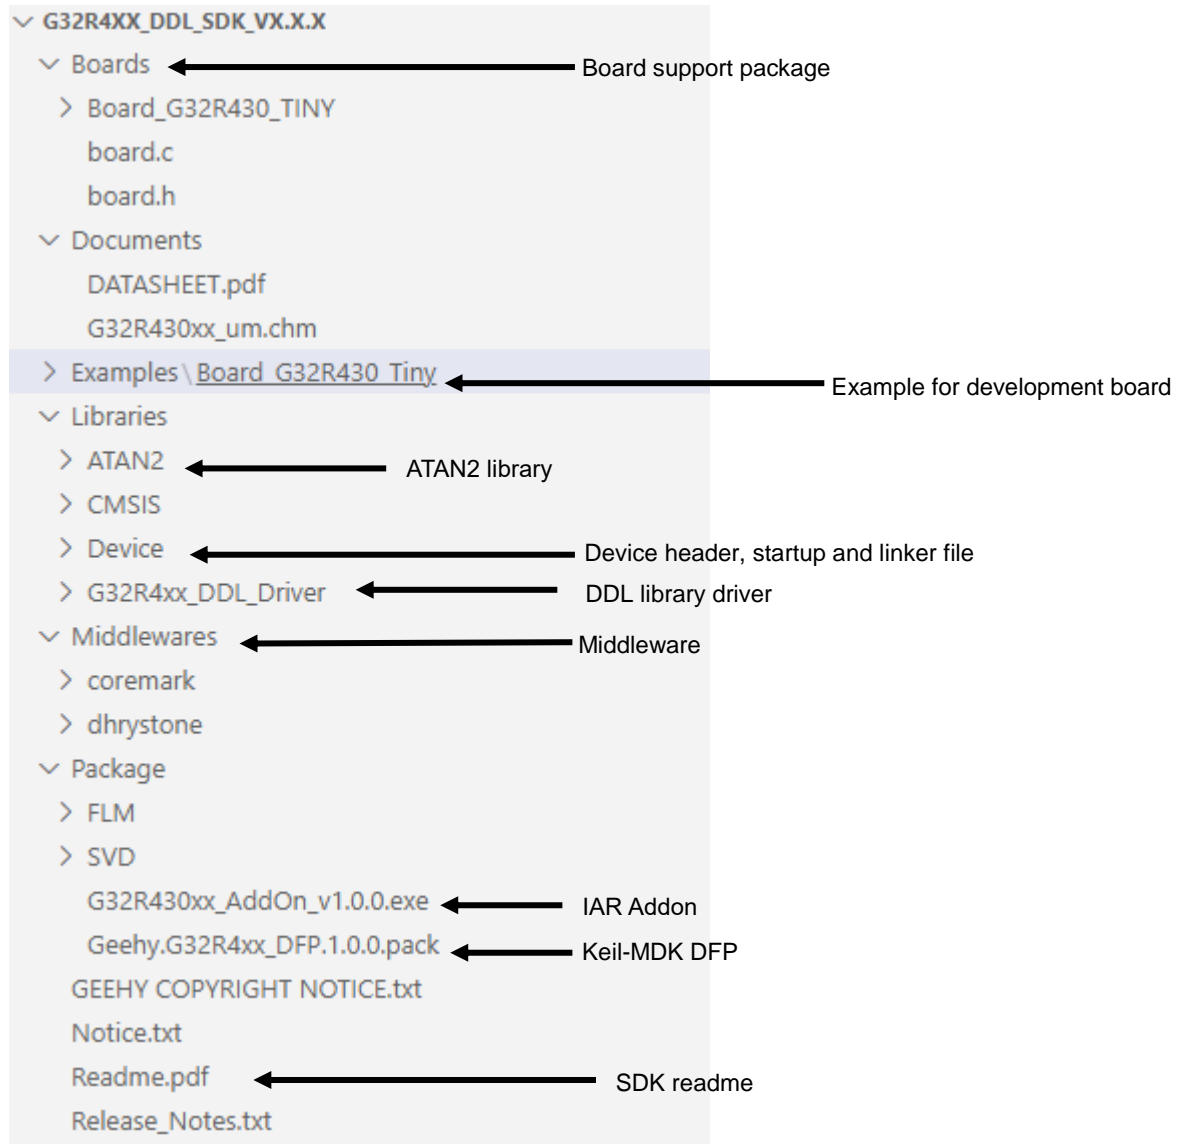 G32R4XX_DDL_SDK_VX.X.X
Boards
Board support package
Board_G32R430_TINY
board.c
board.h
Documents
DATASHEET.pdf
G32R430xx_um.chm
Examples\Board_G32R430_Tiny
Example for development board
Libraries
ATAN2
ATAN2 library
CMSIS
Device
Device header, startup and linker file
G32R4xx_DDL_Driver
DDL library driver
Middlewares
Middleware
coremark
dhrystone
Package
FLM
SVD
G32R430xx_AddOn_v1.0.0.exe
IAR Addon
Geehy.G32R4xx_DFP.1.0.0.pack
Keil-MDK DFP
GEEHY COPYRIGHT NOTICE.txt
Notice.txt
Readme.pdf
SDK readme
Release_Notes.txt